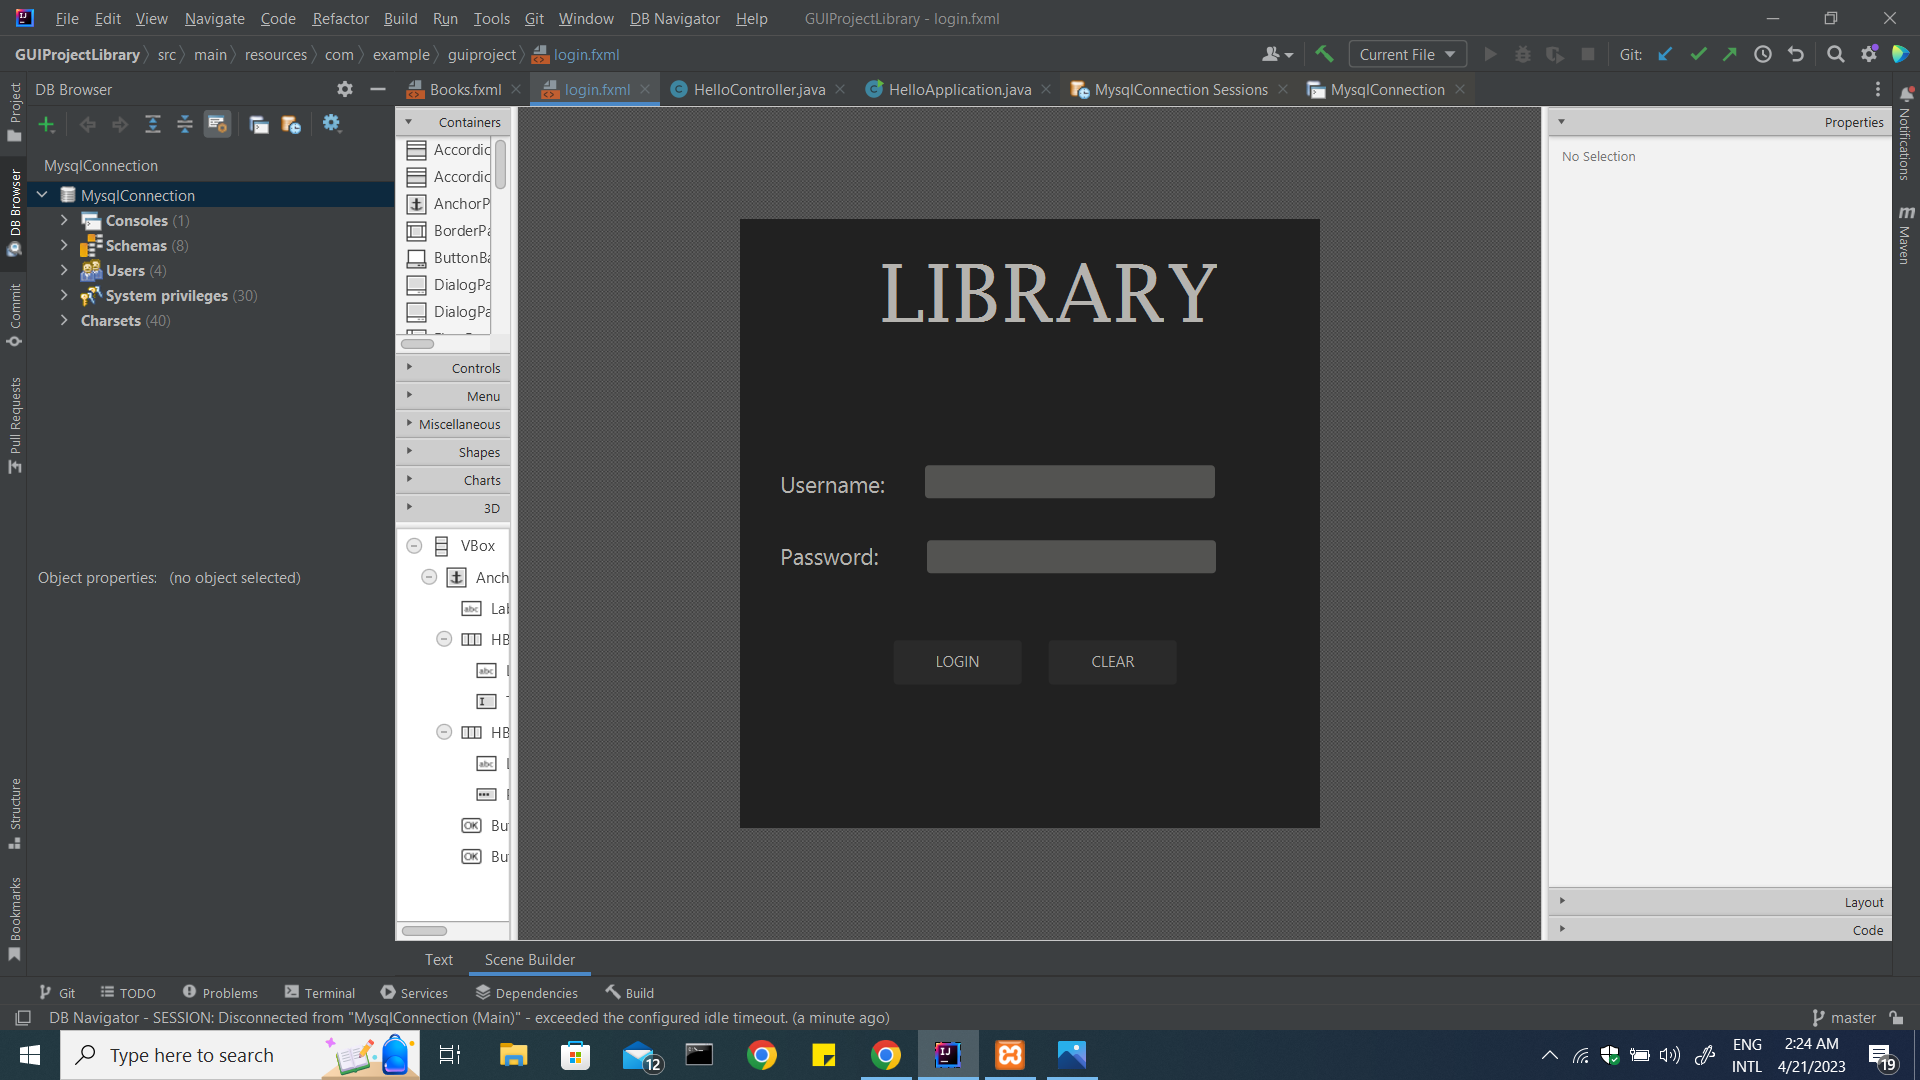 File Edit View Navigate Code Refactor Build Run Tools Git Window DB Navigator Help GUIProjectLibrary - login.fxml
GUIProjectLibrary src main resources com example guiproject login.fxml
Current File
Git:
DB Browser
Books.fxml
login.fxml
HelloController.java
HelloApplication.java
MysqlConnection Sessions
MysqlConnection
Project
DB Browser
Commit
Pull Requests
Structure
Bookmarks
MysqlConnection
MysqlConnection
Consoles (1)
Schemas (8)
Users (4)
System privileges (30)
Charsets (40)
Object properties: (no object selected)
Containers
Accordic
Accordic
AnchorP
BorderPa
ButtonBa
DialogPa
DialogPa
Controls
Menu
Miscellaneous
Shapes
Charts
3D
VBox
Anch
Lab
HB
HB
But
But
LIBRARY
Username:
Password:
LOGIN
CLEAR
Properties
No Selection
Layout
Code
Notifications
Maven
Text
Scene Builder
Git
TODO
Problems
Terminal
Services
Dependencies
Build
DB Navigator - SESSION: Disconnected from "MysqlConnection (Main)" - exceeded the configured idle timeout. (a minute ago)
master
Type here to search
12
ENG
INTL
2:24 AM
4/21/2023
19